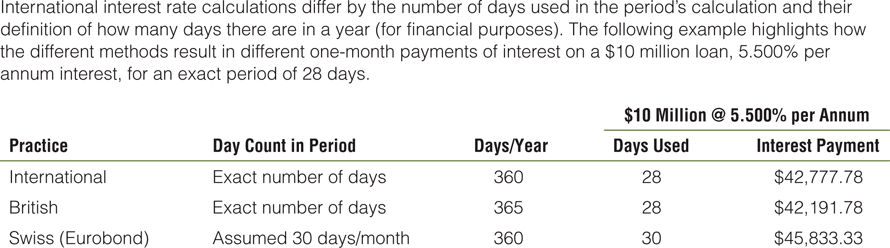 International interest rate calculations differ by the number of days used in the period's calculation and their
definition of how many days there are in a year (for financial purposes). The following example highlights how
the different methods result in different one-month payments of interest on a $10 million loan, 5.500% per
annum interest, for an exact period of 28 days.
$10 Million @ 5.500% per Annum
Practice Day Count in Period Days/Year Days Used Interest Payment
International Exact number of days 360 28 $42,777.78
British Exact number of days 365 28 $42,191.78
Swiss (Eurobond) Assumed 30 days/month 360 30 $45,833.33